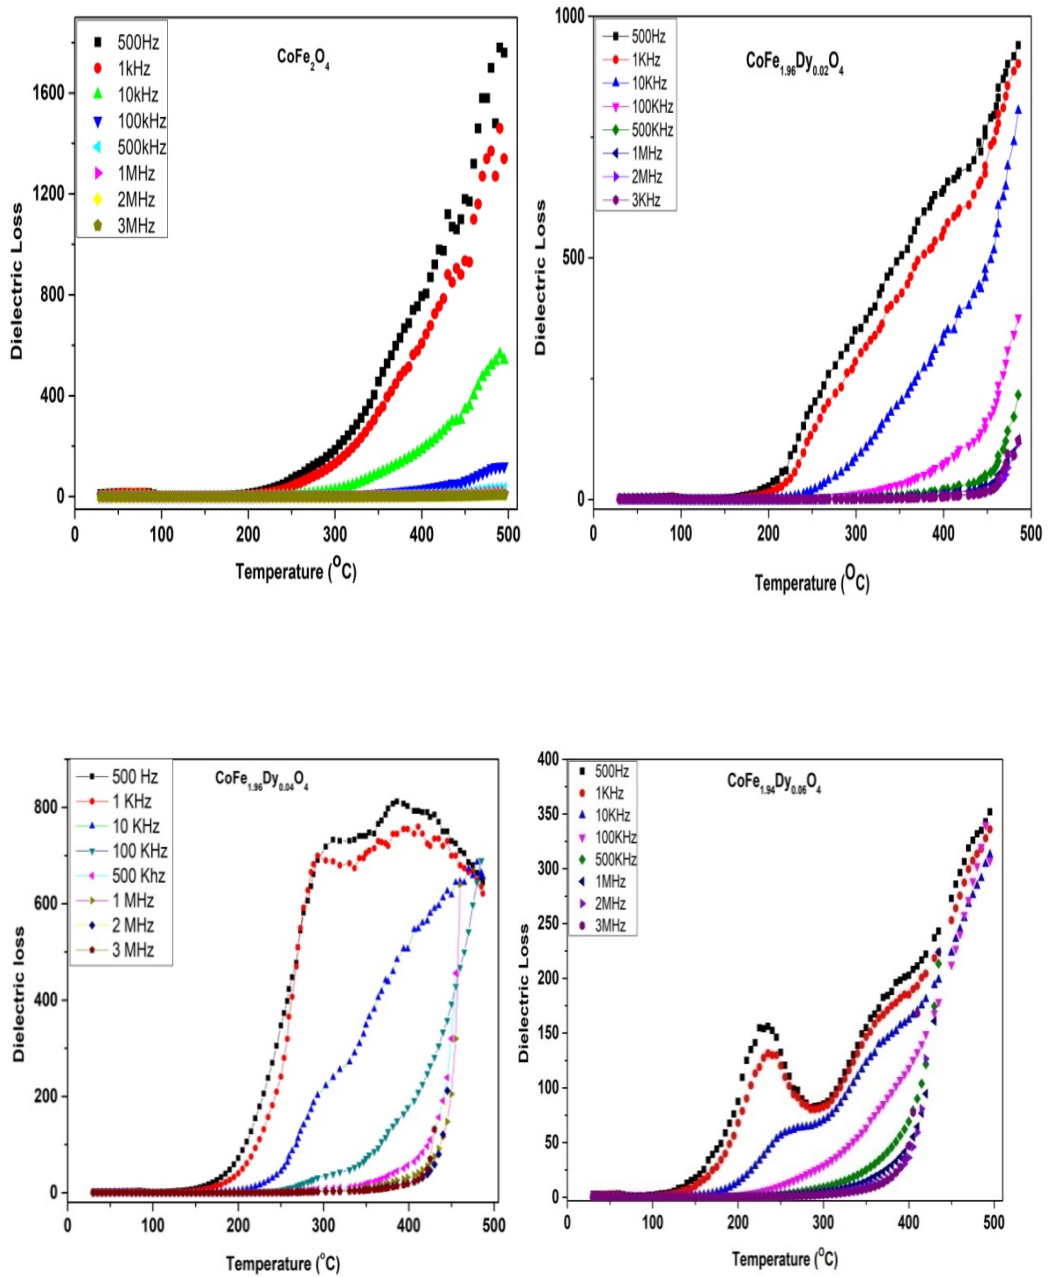 CoFe2O4
500Hz
1kHz
10kHz
100kHz
500kHz
1MHz
2MHz
3MHz
Dielectric Loss
1600
1200
800
400
0
0 100 200 300 400 500
Temperature (OC)
CoFe1.96Dy0.02O4
500Hz
1KHz
10KHz
100KHz
500KHz
1MHz
2MHz
3KHz
Dielectric Loss
1000
500
0
0 100 200 300 400 500
Temperature (OC)
CoFe1.96Dy0.04O4
500 Hz
1 KHz
10 KHz
100 KHz
500 Khz
1 MHz
2 MHz
3 MHz
Dielectric loss
800
600
400
200
0
0 100 200 300 400 500
Temperature (oC)
CoFe1.94Dy0.06O4
500Hz
1KHz
10KHz
100KHz
500KHz
1MHz
2MHz
3MHz
Dielectric Loss
400
350
300
250
200
150
100
50
0
0 100 200 300 400 500
Temperature (oC)